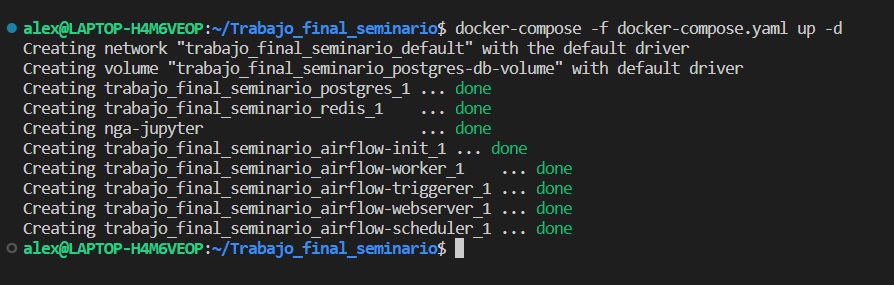 alex@LAPTOP-H4M6VEOP:~/Trabajo_final_seminario$ docker-compose -f docker-compose.yaml up -d
Creating network "trabajo_final_seminario_default" with the default driver
Creating volume "trabajo_final_seminario_postgres-db-volume" with default driver
Creating trabajo_final_seminario_postgres_1 ... done
Creating trabajo_final_seminario_redis_1    ... done
Creating nga-jupyter                        ... done
Creating trabajo_final_seminario_airflow-init_1 ... done
Creating trabajo_final_seminario_airflow-worker_1    ... done
Creating trabajo_final_seminario_airflow-triggerer_1 ... done
Creating trabajo_final_seminario_airflow-webserver_1 ... done
Creating trabajo_final_seminario_airflow-scheduler_1 ... done
alex@LAPTOP-H4M6VEOP:~/Trabajo_final_seminario$